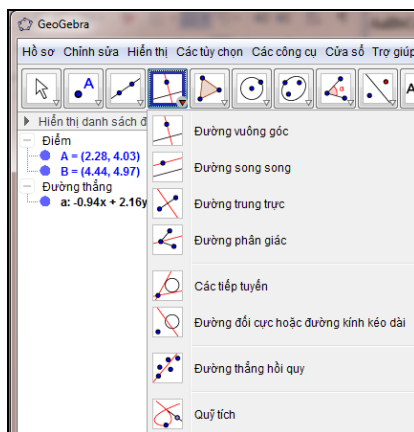 GeoGebra
Hồ sơ Chỉnh sửa Hiển thị Các tùy chọn Các công cụ Cửa sổ Trợ giúp
A α A
Hiển thị danh sách đ
Điểm
A = (2.28, 4.03)
B = (4.44, 4.97)
Đường thẳng
a: -0.94x + 2.16y
Đường vuông góc
Đường song song
Đường trung trực
Đường phân giác
Các tiếp tuyến
Đường đối cực hoặc đường kính kéo dài
Đường thẳng hồi quy
Quỹ tích